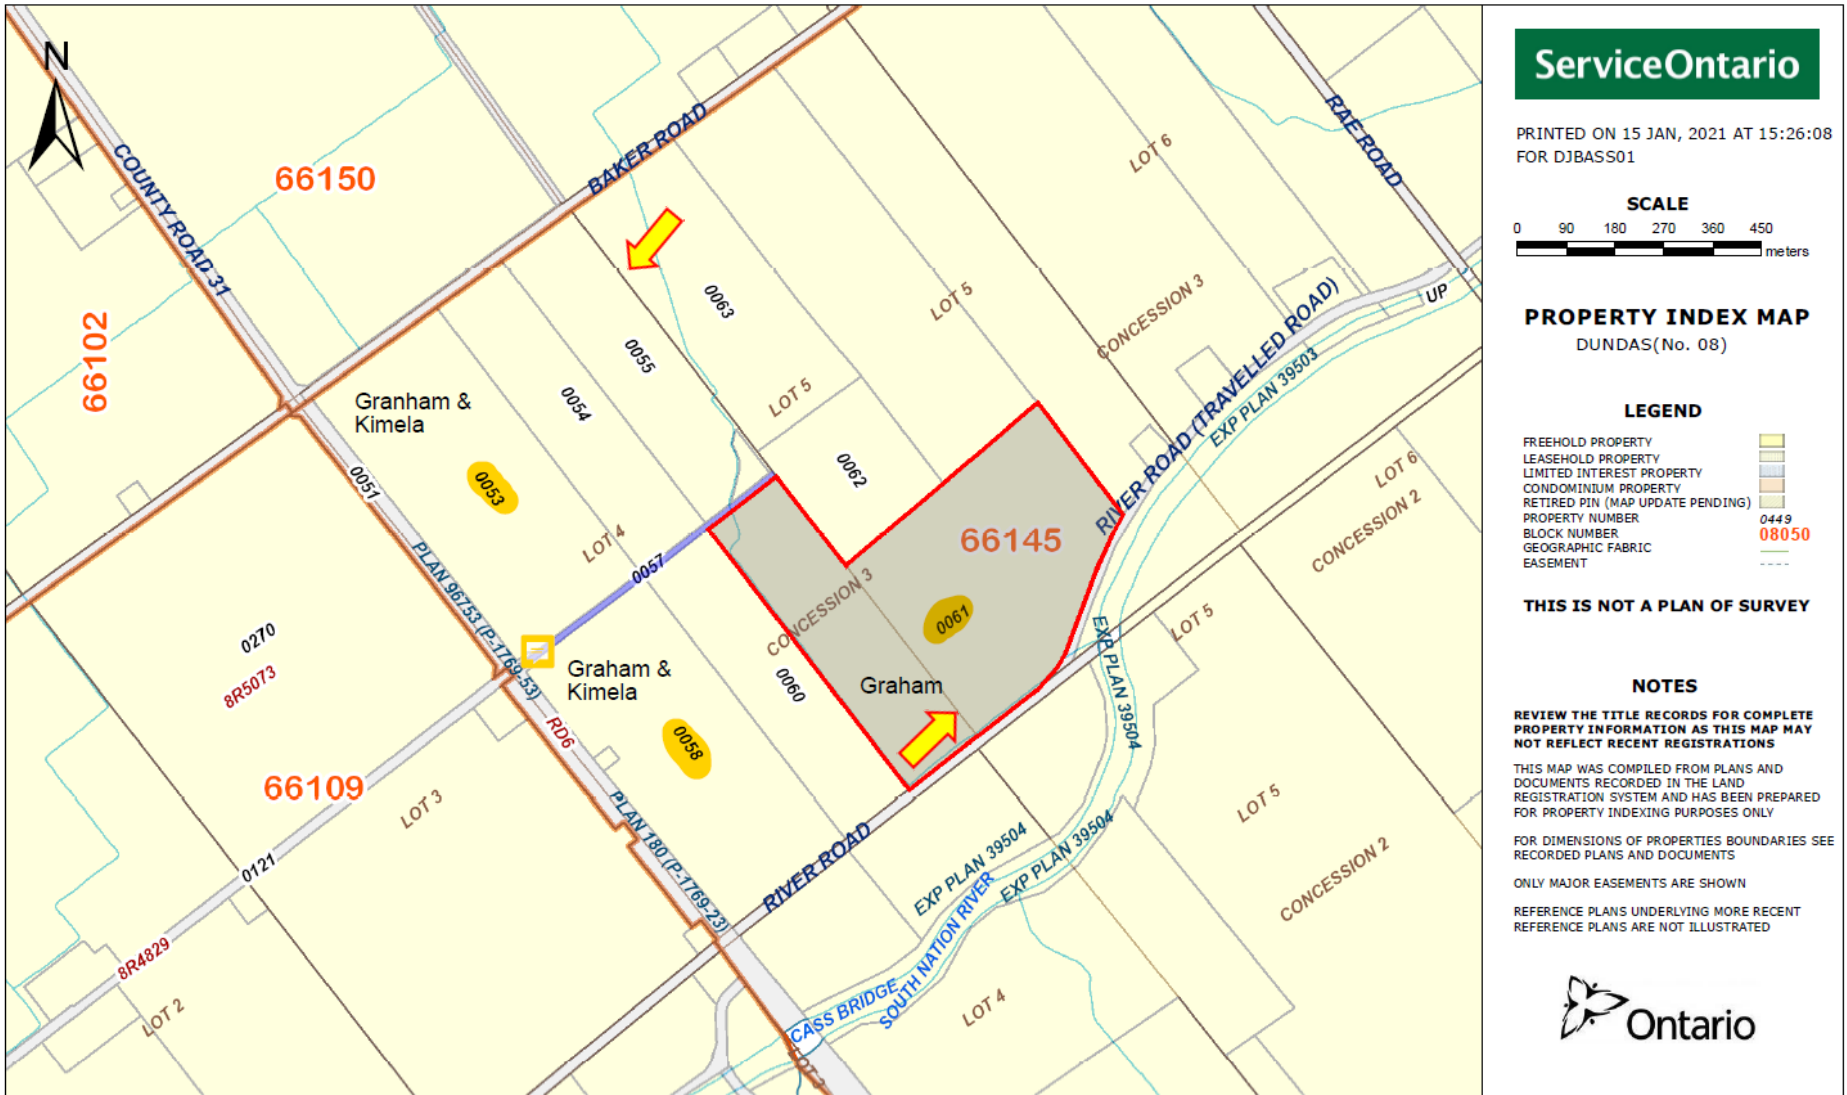 N
COUNTY ROAD 31
66150
BAKER ROAD
RAE ROAD
LOT 6
66102
0063
0055
0054
LOT 5
CONCESSION 3
RIVER ROAD (TRAVELLED ROAD)
UP
EXP PLAN 39503
LOT 5
Granham &
Kimela
0051
0053
LOT 4
0062
0057
66145
CONCESSION 3
0061
LOT 6
CONCESSION 2
PLAN 96753 (P-1769-53)
0270
8R5073
Graham &
Kimela
0060
Graham
EXP PLAN 39504
LOT 5
RD6
0058
66109
LOT 3
PLAN 180 (P-1769-23)
0121
RIVER ROAD
EXP PLAN 39504
EXP PLAN 39504
LOT 5
CONCESSION 2
8R4829
LOT 2
CASS BRIDGE
SOUTH NATION RIVER
LOT 4
LOT 3
ServiceOntario
PRINTED ON 15 JAN, 2021 AT 15:26:08
FOR DJBASS01
SCALE
0 90 180 270 360 450
meters
PROPERTY INDEX MAP
DUNDAS(No. 08)
LEGEND
FREEHOLD PROPERTY
LEASEHOLD PROPERTY
LIMITED INTEREST PROPERTY
CONDOMINIUM PROPERTY
RETIRED PIN (MAP UPDATE PENDING)
PROPERTY NUMBER 0449
BLOCK NUMBER 08050
GEOGRAPHIC FABRIC
EASEMENT
THIS IS NOT A PLAN OF SURVEY
NOTES
REVIEW THE TITLE RECORDS FOR COMPLETE
PROPERTY INFORMATION AS THIS MAP MAY
NOT REFLECT RECENT REGISTRATIONS
THIS MAP WAS COMPILED FROM PLANS AND
DOCUMENTS RECORDED IN THE LAND
REGISTRATION SYSTEM AND HAS BEEN PREPARED
FOR PROPERTY INDEXING PURPOSES ONLY
FOR DIMENSIONS OF PROPERTIES BOUNDARIES SEE
RECORDED PLANS AND DOCUMENTS
ONLY MAJOR EASEMENTS ARE SHOWN
REFERENCE PLANS UNDERLYING MORE RECENT
REFERENCE PLANS ARE NOT ILLUSTRATED
Ontario